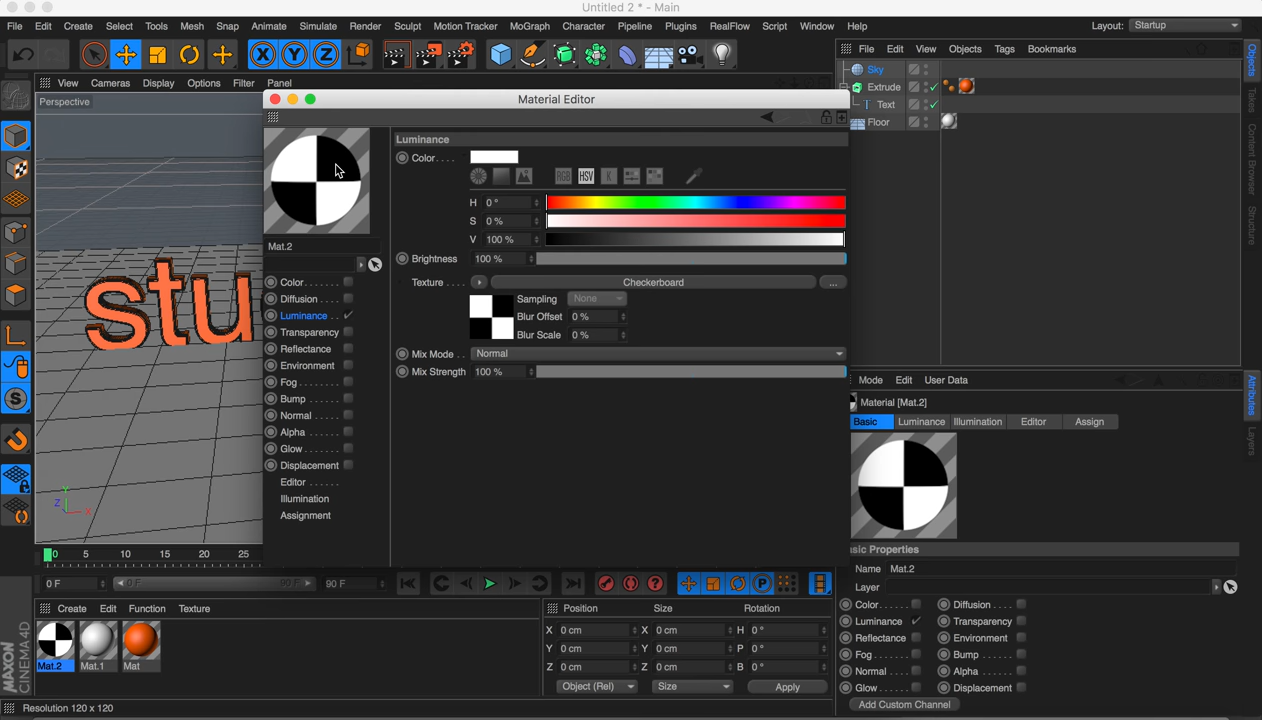 Untitled 2 * - Main
File Edit Create Select Tools Mesh Snap Animate Simulate Render Sculpt Motion Tracker MoGraph Character Pipeline Plugins RealFlow Script Window Help Layout: Startup
View Cameras Display Options Filter Panel
File Edit View Objects Tags Bookmarks
Perspective
Material Editor
Sky
Extrude
Text
Floor
Objects
Takes
Content Browser
Structure
Luminance
Color. . . .
RGB HSV K
H 0 °
S 0 %
V 100 %
Brightness 100 %
Texture . . . . Checkerboard ...
Sampling None
Blur Offset 0 %
Blur Scale 0 %
Mix Mode . . Normal
Mix Strength 100 %
Mat.2
Color. . . . . . .
Diffusion . . . .
Luminance . .
Transparency
Reflectance
Environment
Fog. . . . . . . .
Bump . . . . . .
Normal . . . . .
Alpha . . . . . .
Glow. . . . . . .
Displacement
Editor . . . . . .
Illumination
Assignment
stu
Y
Z X
Mode Edit User Data
Material [Mat.2]
Basic Luminance Illumination Editor Assign
Attributes
Layers
sic Properties
Name Mat.2
Layer
Color. . . . . Diffusion . . . .
Luminance Transparency
Reflectance Environment
Fog. . . . . . Bump . . . . . .
Normal . . . Alpha . . . . . .
Glow. . . . . Displacement
Add Custom Channel
0 5 10 15 20 25
0 F 0 F 90 F 90 F
Create Edit Function Texture
Mat.2 Mat.1 Mat
MAXON
CINEMA4D
Position Size Rotation
X 0 cm X 0 cm H 0 °
Y 0 cm Y 0 cm P 0 °
Z 0 cm Z 0 cm B 0 °
Object (Rel) Size Apply
Resolution 120 x 120